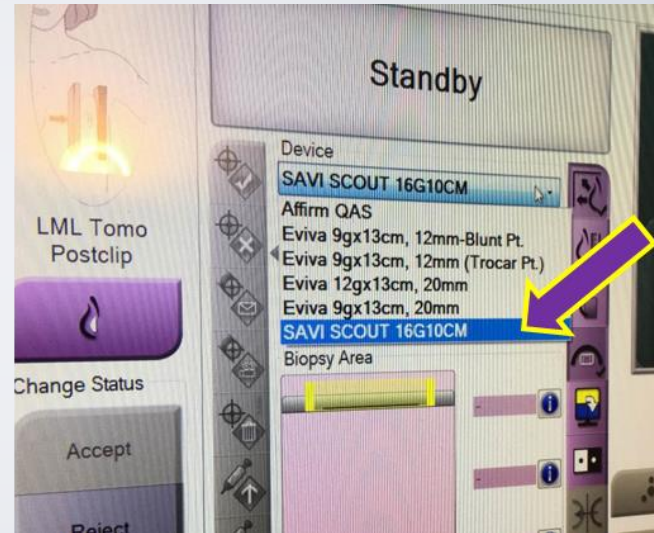 Standby
Device
SAVI SCOUT 16G10CM
Affirm QAS
Eviva 9gx13cm, 12mm-Blunt Pt.
Eviva 9gx13cm, 12mm (Trocar Pt.)
Eviva 12gx13cm, 20mm
Eviva 9gx13cm, 20mm
SAVI SCOUT 16G10CM
Biopsy Area
LML Tomo
Postclip
Change Status
Accept
Reject